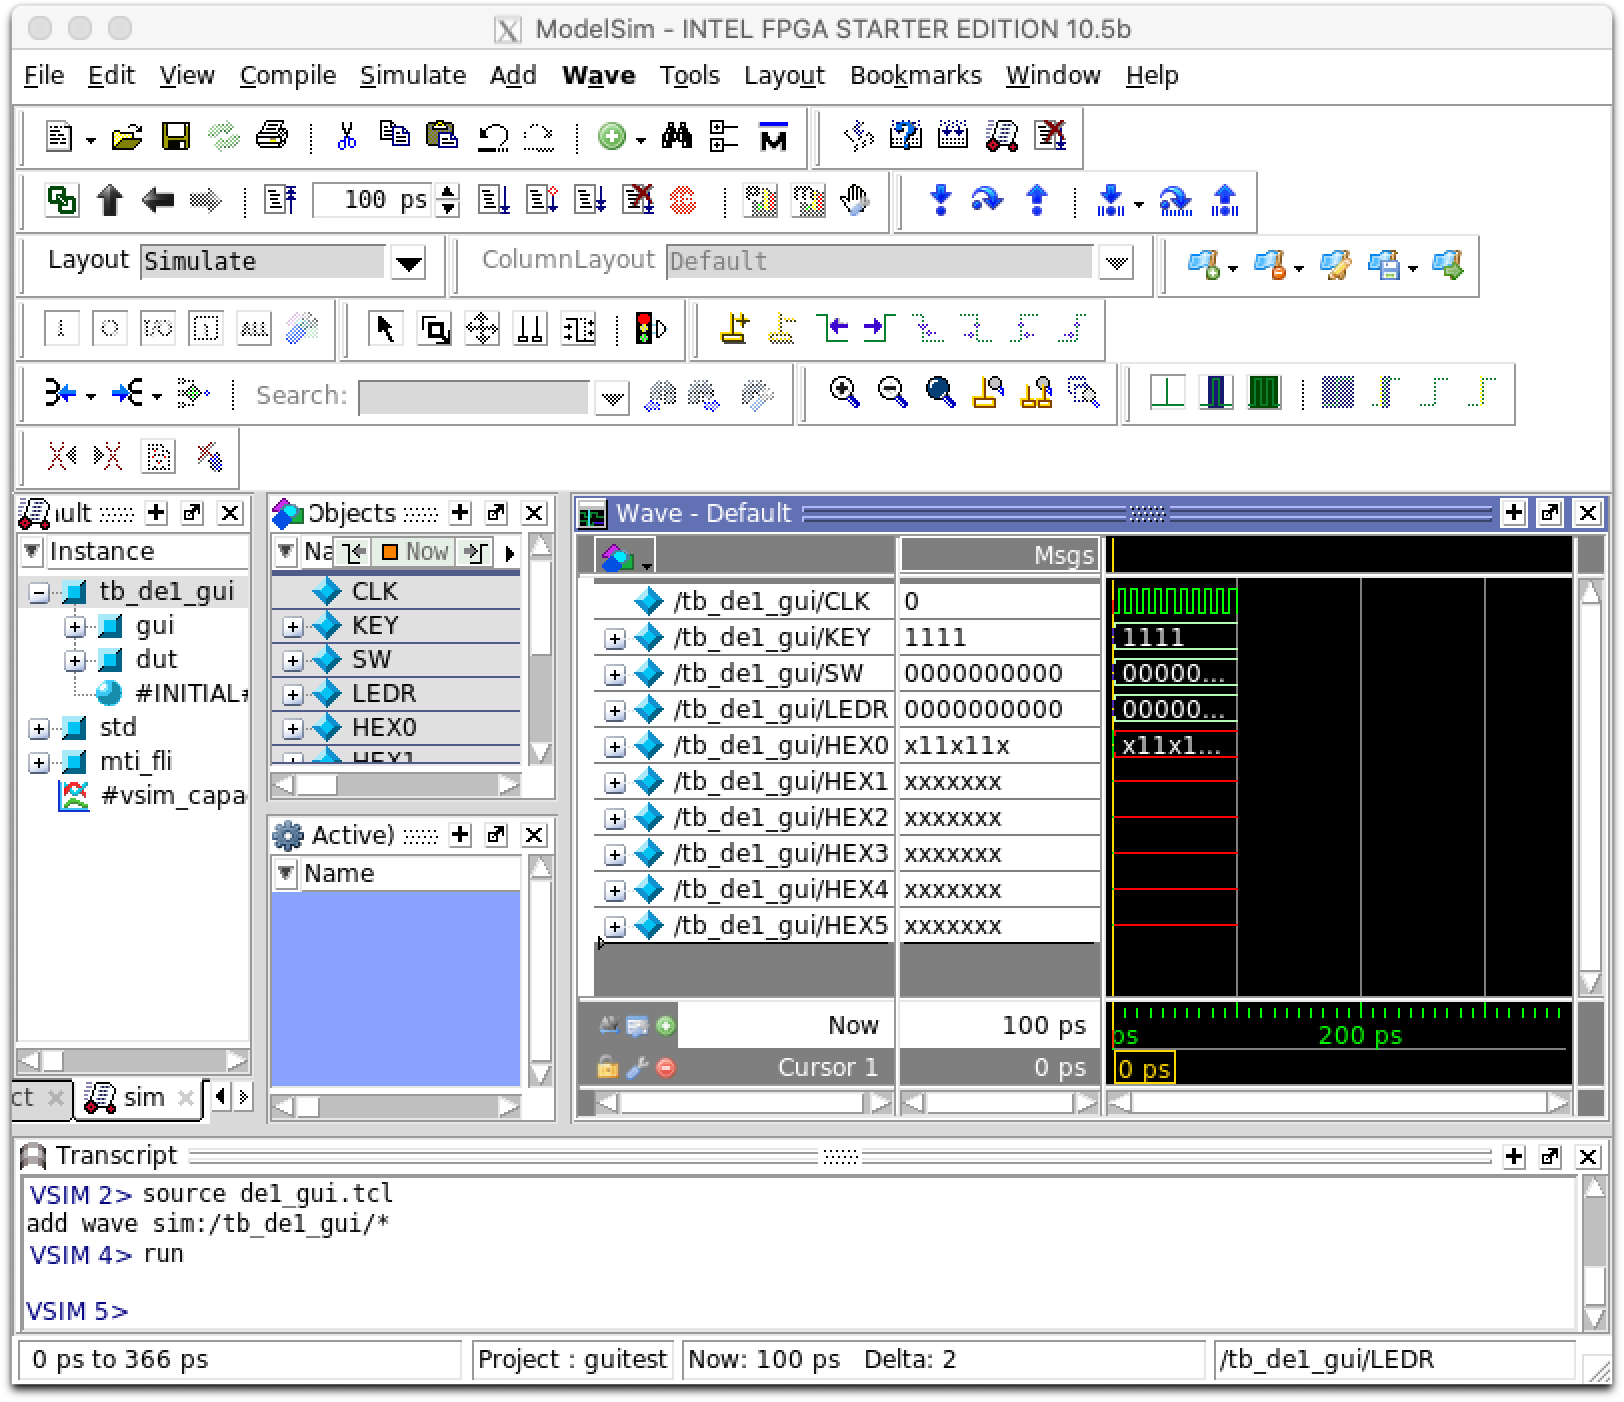 ModelSim - INTEL FPGA STARTER EDITION 10.5b
File Edit View Compile Simulate Add Wave Tools Layout Bookmarks Window Help
100 ps
Layout Simulate ColumnLayout Default
I/O ALL
Search:
ult
Instance
tb_de1_gui
gui
dut
#INITIAL#
std
mti_fli
#vsim_capa
ct sim
Objects
Na Now
CLK
KEY
SW
LEDR
HEX0
HEX1
Active)
Name
Wave - Default
Msgs
/tb_de1_gui/CLK 0
/tb_de1_gui/KEY 1111 1111
/tb_de1_gui/SW 0000000000 00000...
/tb_de1_gui/LEDR 0000000000 00000...
/tb_de1_gui/HEX0 x11x11x x11x1...
/tb_de1_gui/HEX1 xxxxxxx
/tb_de1_gui/HEX2 xxxxxxx
/tb_de1_gui/HEX3 xxxxxxx
/tb_de1_gui/HEX4 xxxxxxx
/tb_de1_gui/HEX5 xxxxxxx
Now 100 ps ps 200 ps
Cursor 1 0 ps 0 ps
Transcript
VSIM 2> source de1_gui.tcl
add wave sim:/tb_de1_gui/*
VSIM 4> run
VSIM 5>
0 ps to 366 ps Project : guitest Now: 100 ps Delta: 2 /tb_de1_gui/LEDR